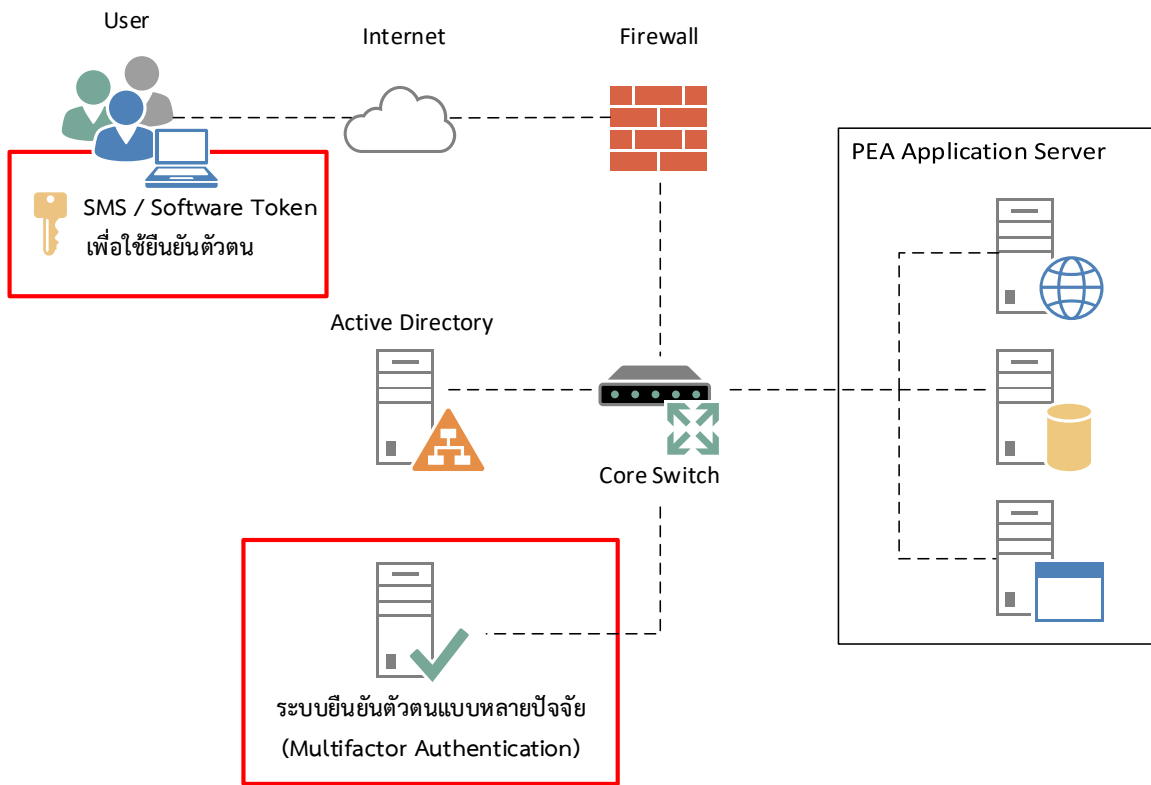 User
Internet
Firewall
PEA Application Server
SMS / Software Token
เพื่อใช้ยืนยันตัวตน
Active Directory
Core Switch
ระบบยืนยันตัวตนแบบหลายปัจจัย
(Multifactor Authentication)